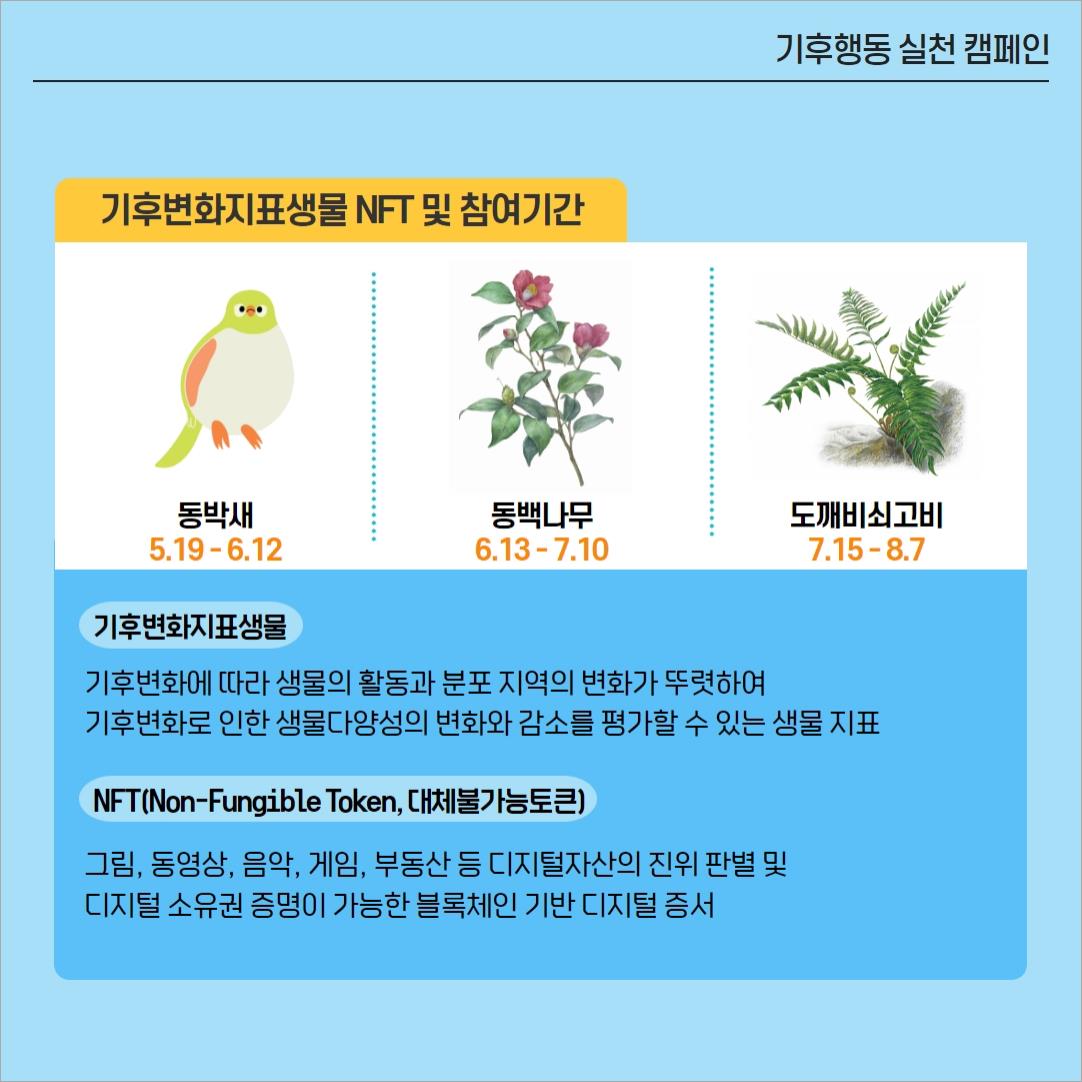 기후행동 실천 캠페인
기후변화지표생물 NFT 및 참여기간
동박새
5.19 - 6.12
동백나무
6.13 - 7.10
도깨비쇠고비
7.15 - 8.7
기후변화지표생물
기후변화에 따라 생물의 활동과 분포 지역의 변화가 뚜렷하여
기후변화로 인한 생물다양성의 변화와 감소를 평가할 수 있는 생물 지표
NFT(Non-Fungible Token, 대체불가능토큰)
그림, 동영상, 음악, 게임, 부동산 등 디지털자산의 진위 판별 및
디지털 소유권 증명이 가능한 블록체인 기반 디지털 증서